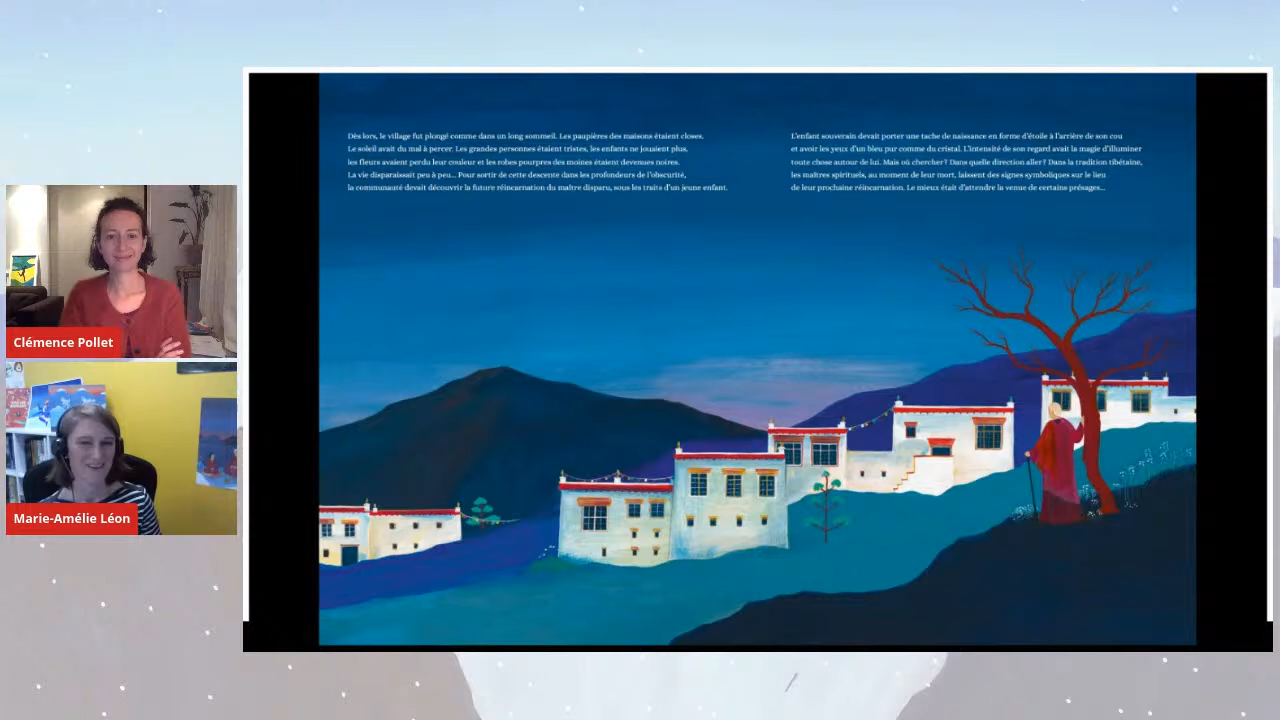 Dès lors, le village fut plongé comme dans un long sommeil. Les paupières des maisons étaient closes.
Le soleil avait du mal à percer. Les grandes personnes étaient tristes, les enfants ne jouaient plus,
les fleurs avaient perdu leur couleur et les robes pourpres des moines étaient devenues noires.
La vie disparaissait peu à peu... Pour sortir de cette descente dans les profondeurs de l'obscurité,
la communauté devait découvrir la future réincarnation du maître disparu, sous les traits d'un jeune enfant.
L'enfant souverain devait porter une tache de naissance en forme d'étoile à l'arrière de son cou
et avoir les yeux d'un bleu pur comme du cristal. L'intensité de son regard avait la magie d'illuminer
toute chose autour de lui. Mais où chercher? Dans quelle direction aller? Dans la tradition tibétaine,
les maîtres spirituels, au moment de leur mort, laissent des signes symboliques sur le lieu
de leur prochaine réincarnation. Le mieux était d'attendre la venue de certains présages...
Clémence Pollet
Marie-Amélie Léon